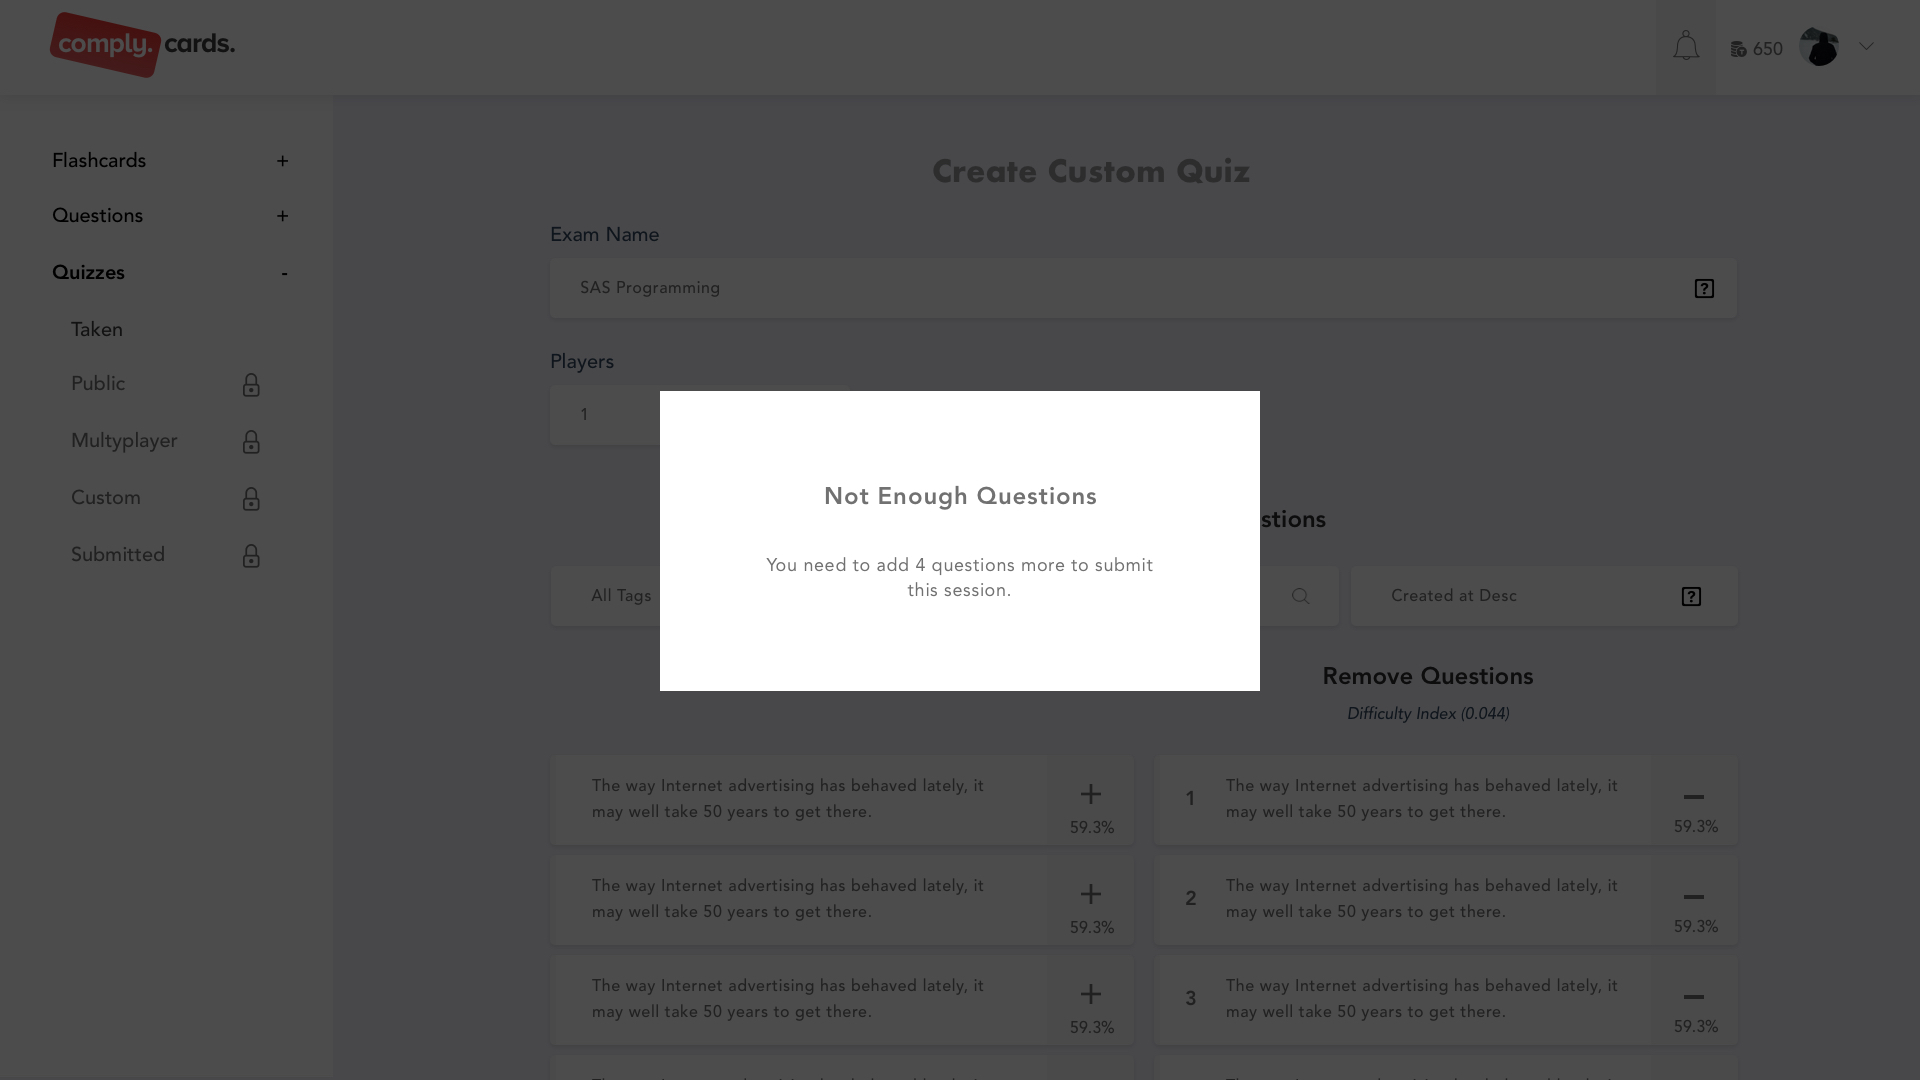 comply. cards.
650
Flashcards +
Questions +
Quizzes -
Taken
Public
Multyplayer
Custom
Submitted
Create Custom Quiz
Exam Name
SAS Programming
?
Players
1
Not Enough Questions
You need to add 4 questions more to submit
this session.
stions
All Tags
Created at Desc
?
Remove Questions
Difficulty Index (0.044)
The way Internet advertising has behaved lately, it
may well take 50 years to get there.
+
59.3%
1
The way Internet advertising has behaved lately, it
may well take 50 years to get there.
59.3%
The way Internet advertising has behaved lately, it
may well take 50 years to get there.
+
59.3%
2
The way Internet advertising has behaved lately, it
may well take 50 years to get there.
59.3%
The way Internet advertising has behaved lately, it
may well take 50 years to get there.
+
59.3%
3
The way Internet advertising has behaved lately, it
may well take 50 years to get there.
59.3%